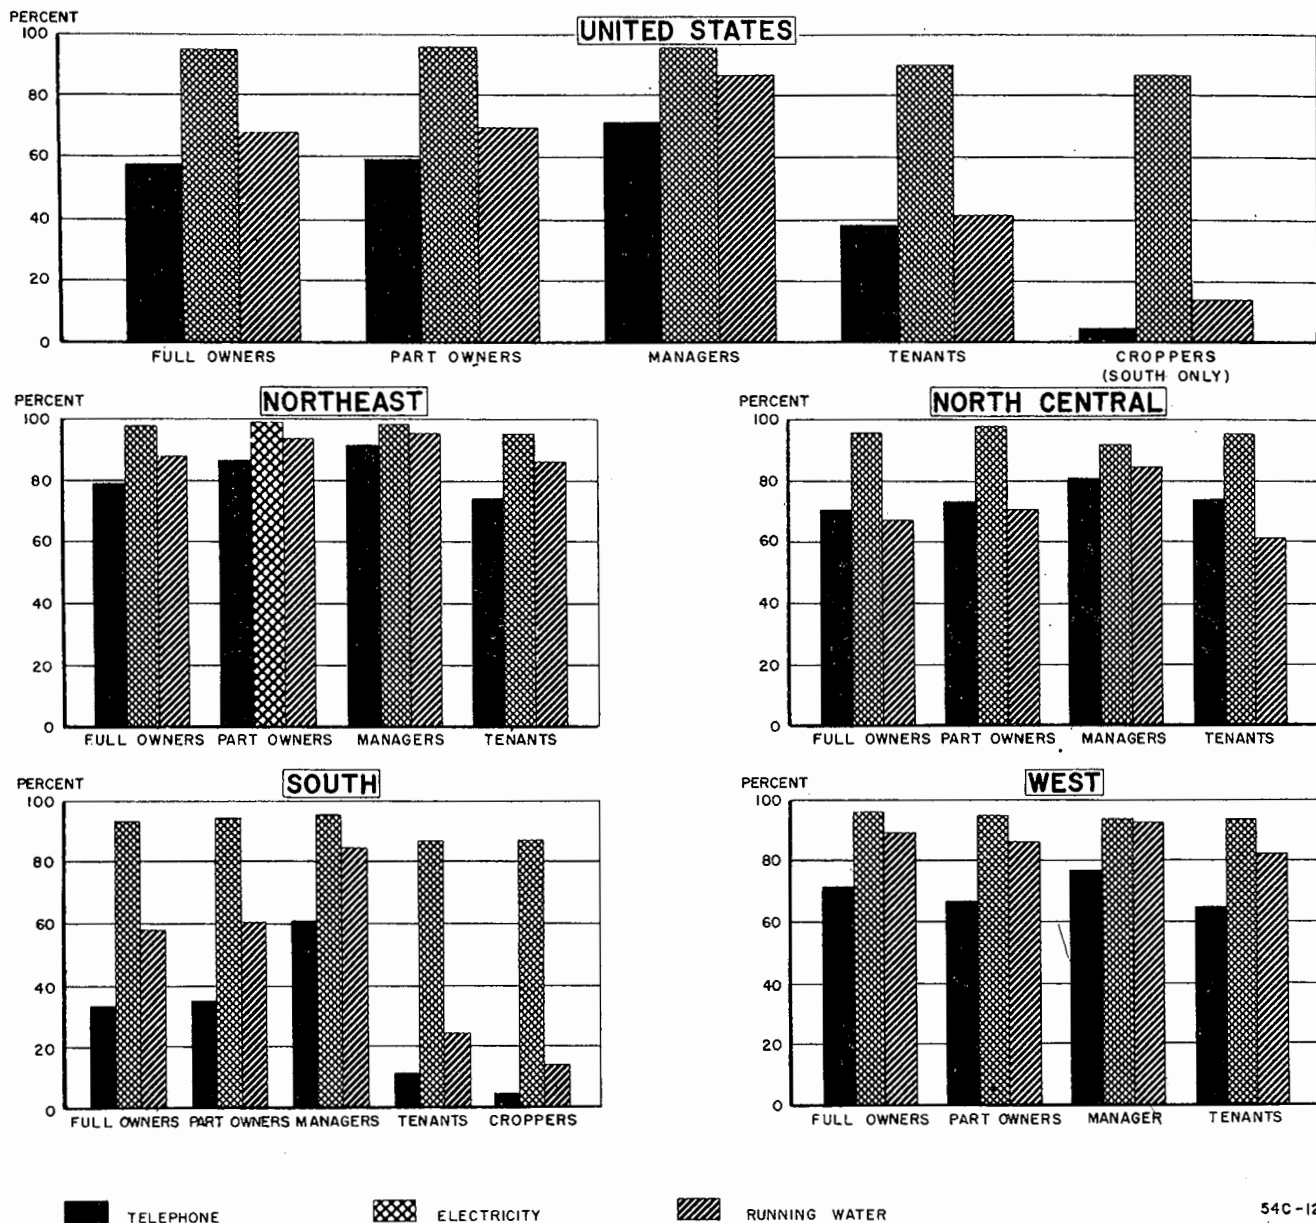 PERCENT
UNITED STATES
100
80
60
40
20
0
FULL OWNERS PART OWNERS MANAGERS TENANTS CROPPERS
(SOUTH ONLY)
PERCENT
NORTHEAST
100
80
60
40
20
0
FULL OWNERS PART OWNERS MANAGERS TENANTS
PERCENT
NORTH CENTRAL
100
80
60
40
20
0
FULL OWNERS PART OWNERS MANAGERS TENANTS
PERCENT
SOUTH
100
80
60
40
20
0
FULL OWNERS PART OWNERS MANAGERS TENANTS CROPPERS
PERCENT
WEST
100
80
60
40
20
0
FULL OWNERS PART OWNERS MANAGER TENANTS
TELEPHONE ELECTRICITY RUNNING WATER
54C-12